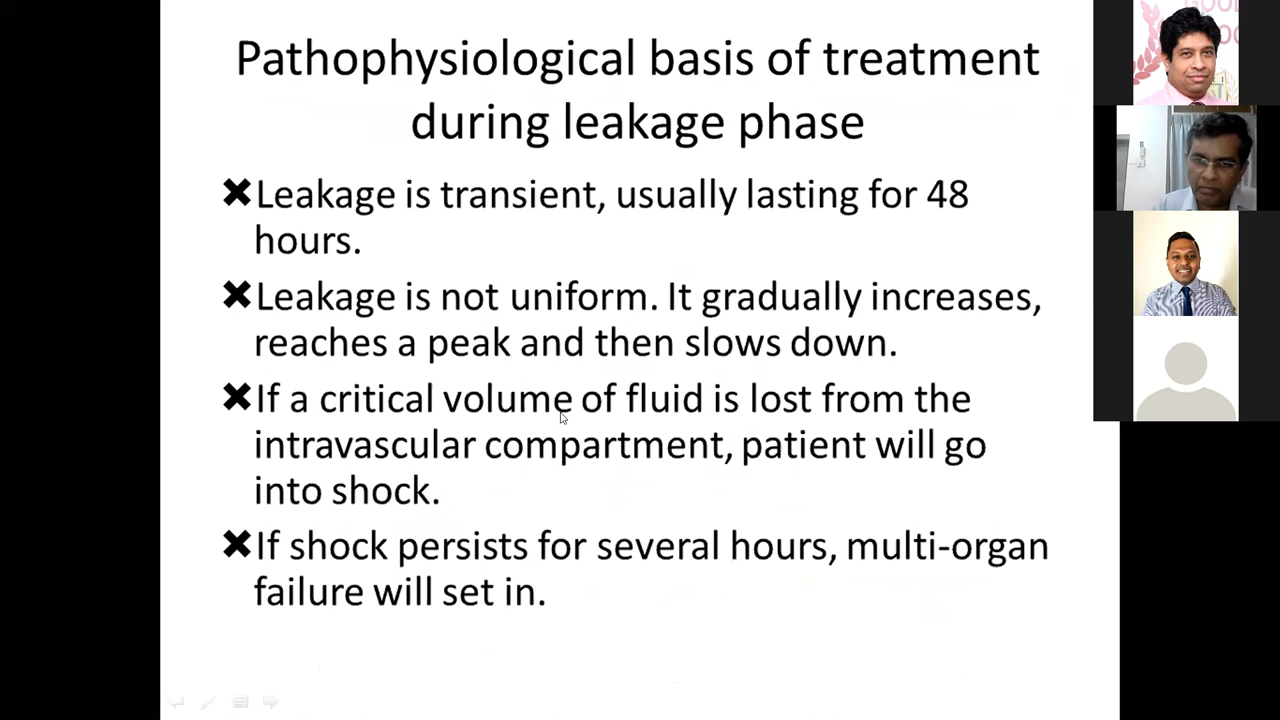 Pathophysiological basis of treatment
during leakage phase
✖Leakage is transient, usually lasting for 48
hours.
✖Leakage is not uniform. It gradually increases,
reaches a peak and then slows down.
✖If a critical volume of fluid is lost from the
intravascular compartment, patient will go
into shock.
✖If shock persists for several hours, multi-organ
failure will set in.